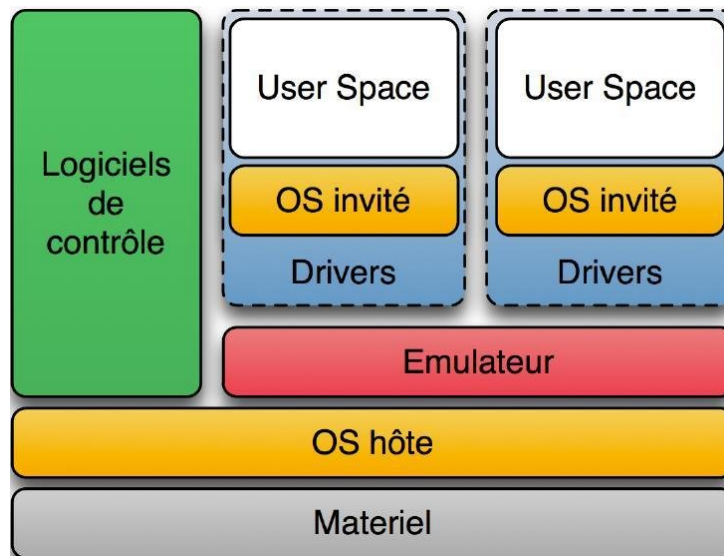 User Space
User Space
Logiciels
de
contrôle
OS invité
OS invité
Drivers
Drivers
Emulateur
OS hôte
Materiel